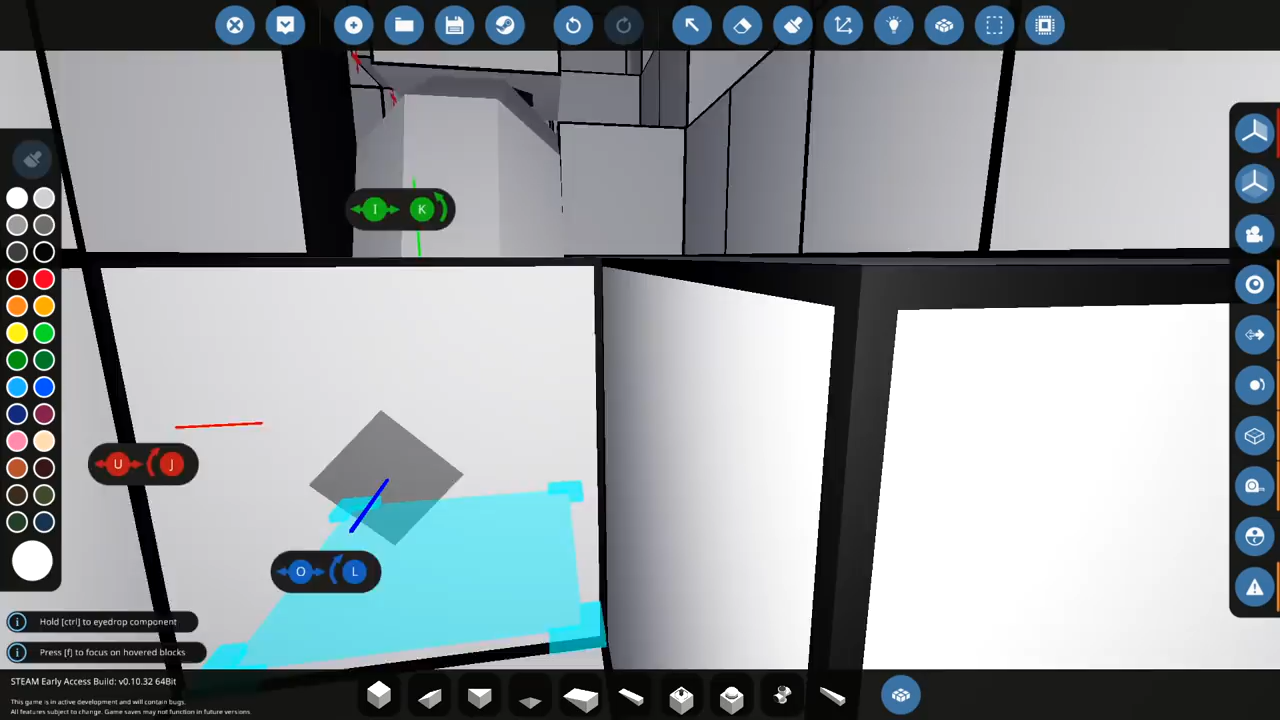 I K
U J
O L
Hold [ctrl] to eyedrop component
Press [f] to focus on hovered blocks
STEAM Early Access Build: v0.10.32 64Bit
This game is in active development and will contain bugs.
All features subject to change. Game saves may not function in future versions.